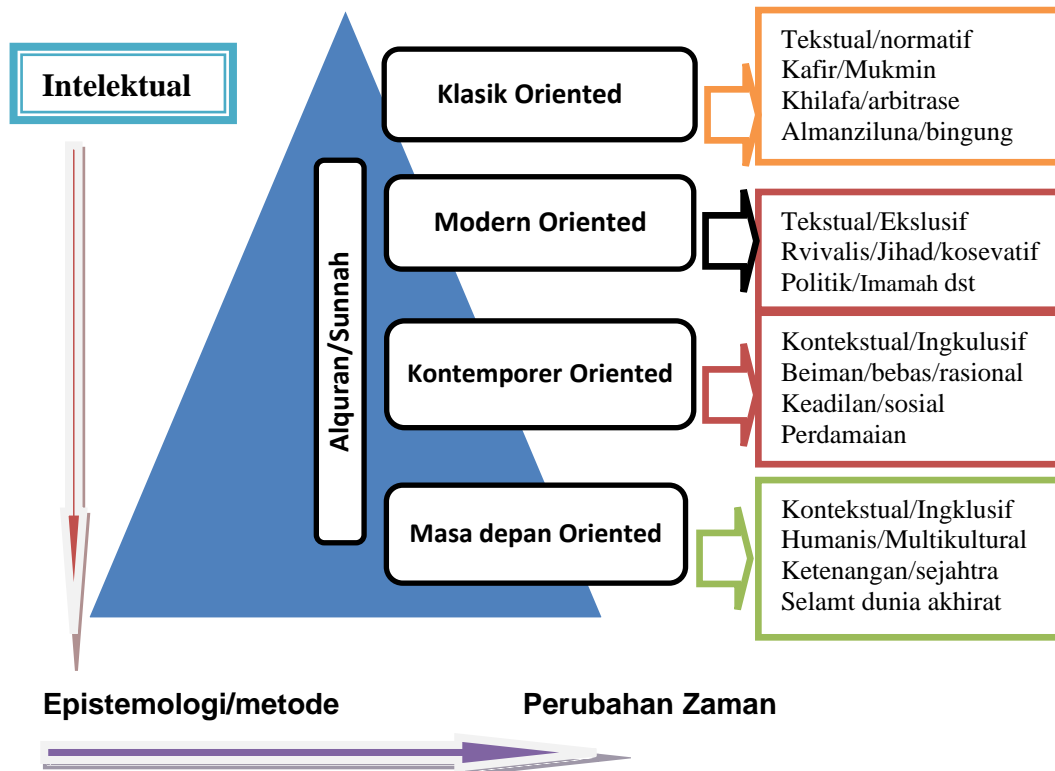 Intelektual
Alquran/Sunnah
Klasik Oriented
Tekstual/normatif
Kafir/Mukmin
Khilafa/arbitrase
Almanziluna/bingung
Modern Oriented
Tekstual/Ekslusif
Rvivalis/Jihad/kosevatif
Politik/Imamah dst
Kontemporer Oriented
Kontekstual/Ingkulusif
Beiman/bebas/rasional
Keadilan/sosial
Perdamaian
Masa depan Oriented
Kontekstual/Ingklusif
Humanis/Multikultural
Ketenangan/sejahtra
Selamt dunia akhirat
Epistemologi/metode
Perubahan Zaman